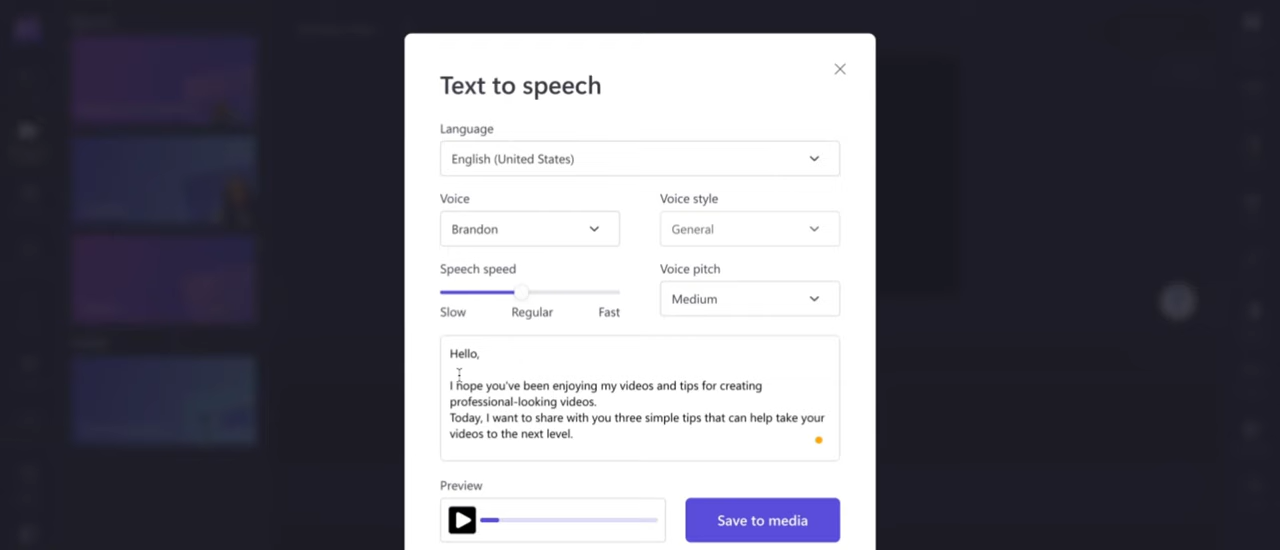 Text to speech
Language
English (United States)
Voice
Voice style
Brandon
General
Speech speed
Voice pitch
Medium
Slow
Regular
Fast
Hello,
I hope you've been enjoying my videos and tips for creating
professional-looking videos.
Today, I want to share with you three simple tips that can help take your
videos to the next level.
Preview
Save to media